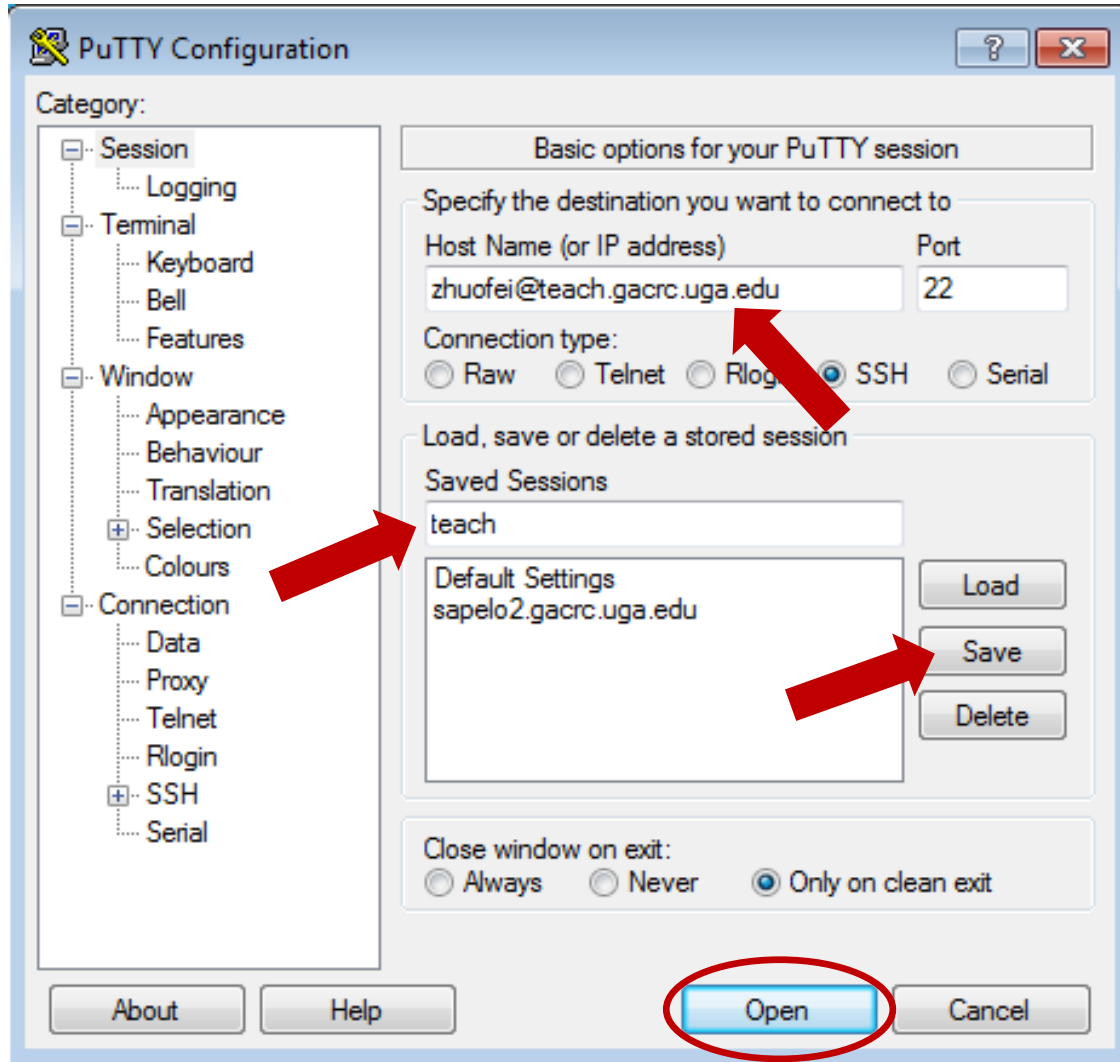 PuTTY Configuration
Category:
Session
Logging
Terminal
Keyboard
Bell
Features
Window
Appearance
Behaviour
Translation
Selection
Colours
Connection
Data
Proxy
Telnet
Rlogin
SSH
Serial
Basic options for your PuTTY session
Specify the destination you want to connect to
Host Name (or IP address) Port
zhuofei@teach.gacrc.uga.edu 22
Connection type:
Raw Telnet Rlogin SSH Serial
Load, save or delete a stored session
Saved Sessions
teach
Default Settings
sapelo2.gacrc.uga.edu
Load
Save
Delete
Close window on exit:
Always Never Only on clean exit
About Help Open Cancel